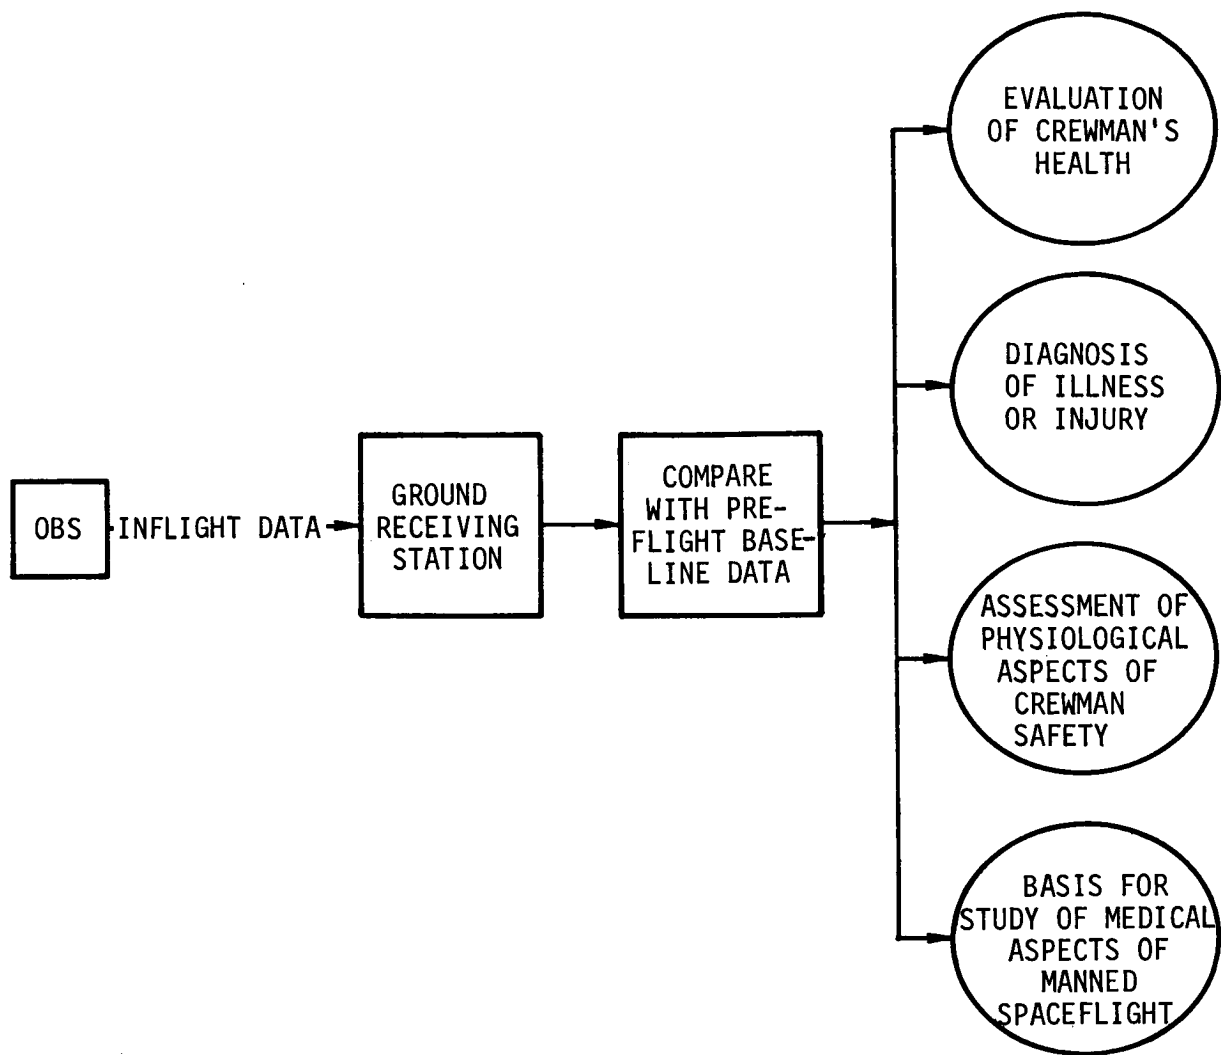 OBS
INFLIGHT DATA
GROUND
RECEIVING
STATION
COMPARE
WITH PRE-
FLIGHT BASE-
LINE DATA
EVALUATION
OF CREWMAN'S
HEALTH
DIAGNOSIS
OF ILLNESS
OR INJURY
ASSESSMENT OF
PHYSIOLOGICAL
ASPECTS OF
CREWMAN
SAFETY
BASIS FOR
STUDY OF MEDICAL
ASPECTS OF
MANNED
SPACEFLIGHT